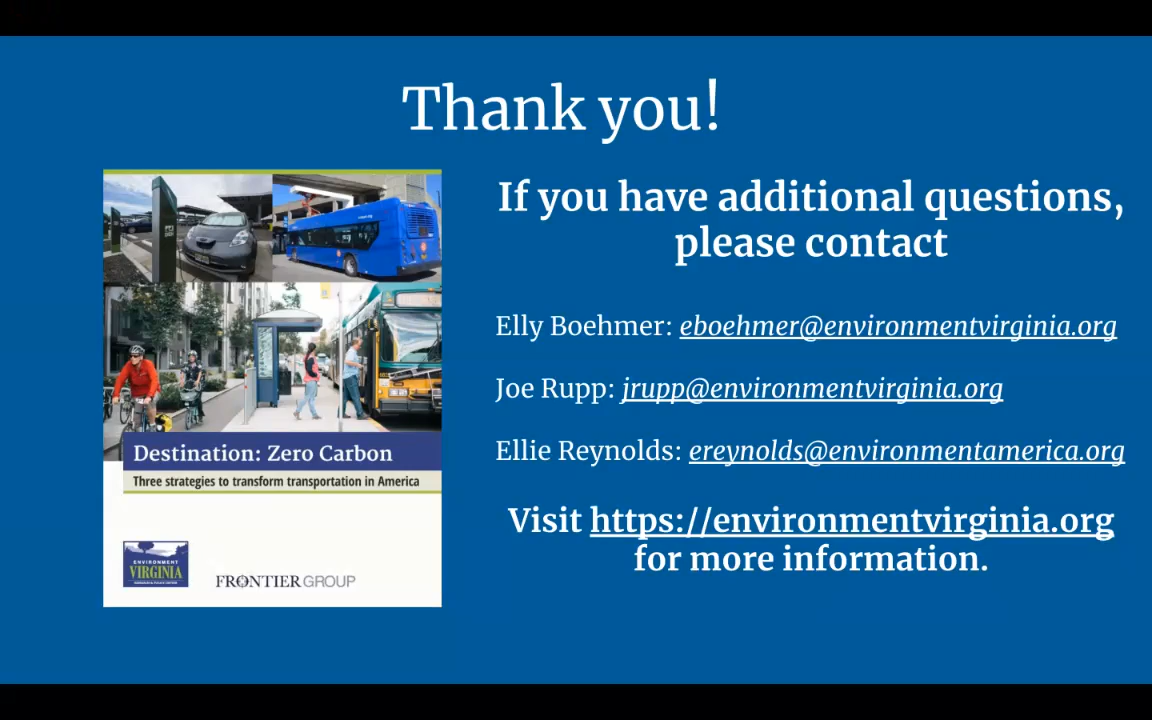 Thank you!
If you have additional questions,
please contact
Elly Boehmer: eboehmer@environmentvirginia.org
Joe Rupp: jrupp@environmentvirginia.org
Ellie Reynolds: ereynolds@environmentamerica.org
Visit https://environmentvirginia.org
for more information.
Destination: Zero Carbon
Three strategies to transform transportation in America
ENVIRONMENT
VIRGINIA
FRONTIER GROUP